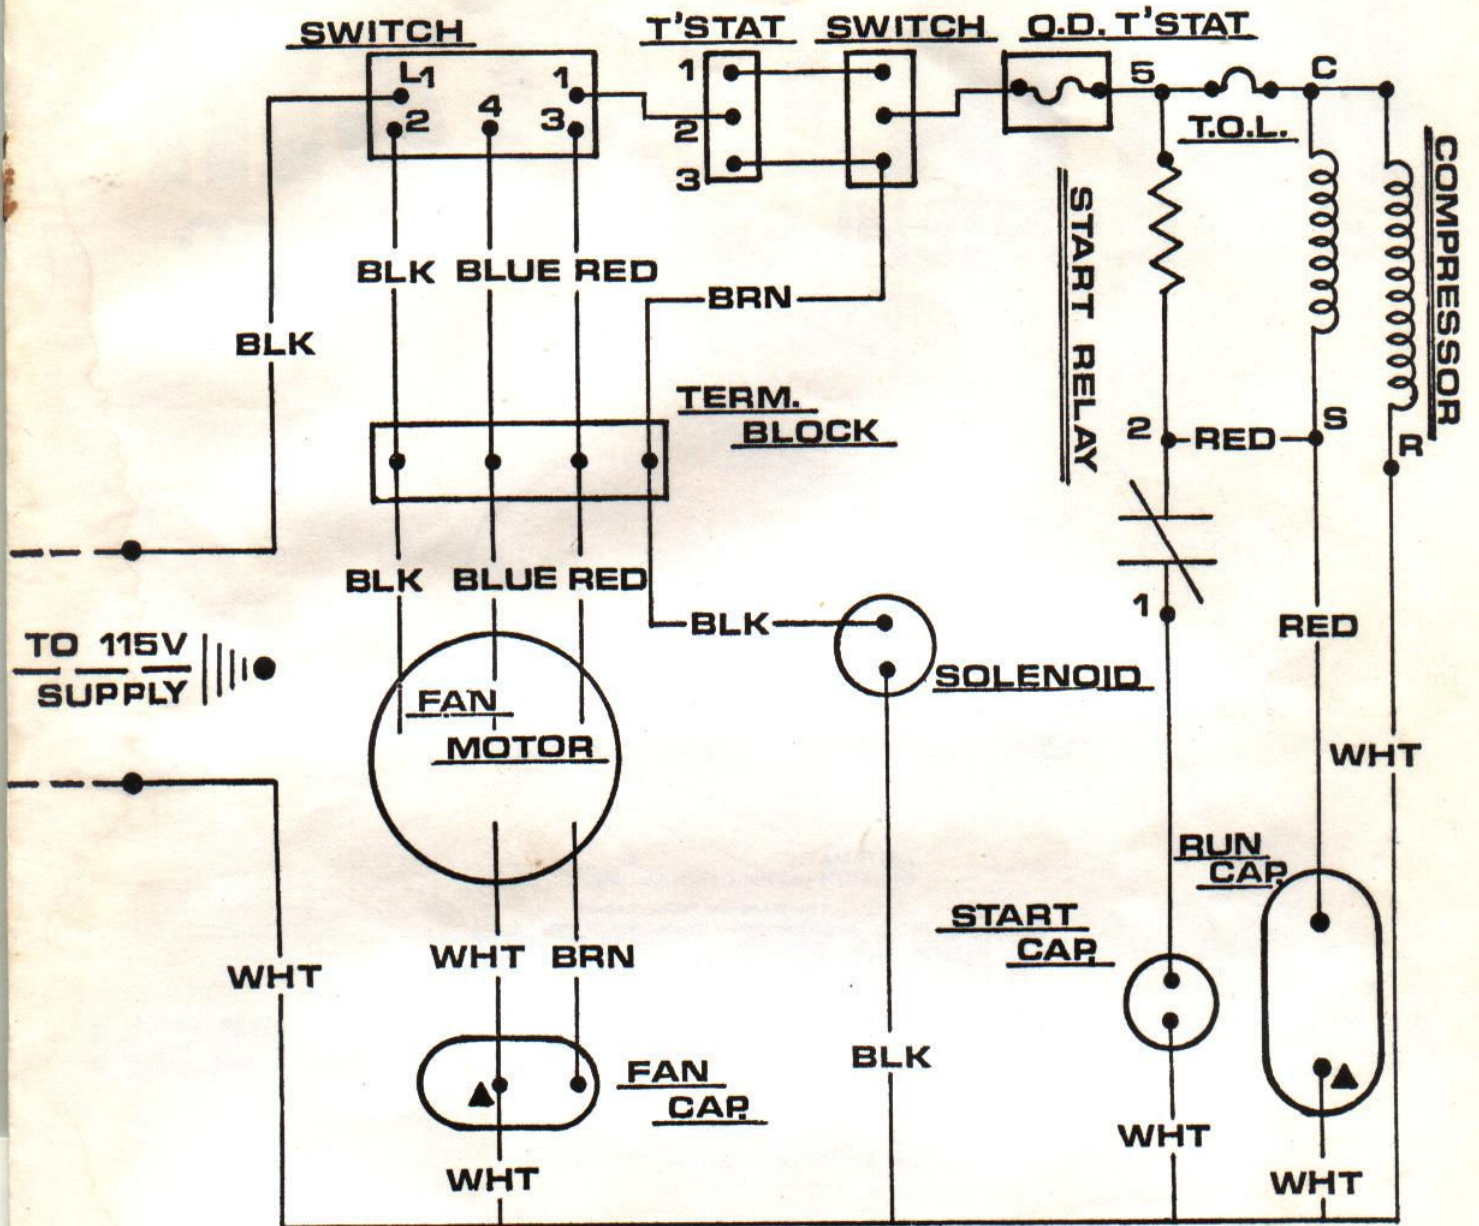 SWITCH T'STAT SWITCH O.D. T'STAT
L1 1 1 5 C
2 4 3 2 T.O.L.
3
COMPRESSOR
START RELAY
BLK BLUE RED
BRN
BLK
TERM.
BLOCK
2 RED S
R
BLK BLUE RED
BLK
1
RED
TO 115V
SUPPLY
SOLENOID
FAN
MOTOR
WHT
RUN
CAP.
START
CAP.
WHT BRN
WHT
BLK
FAN
CAP.
WHT
WHT
WHT